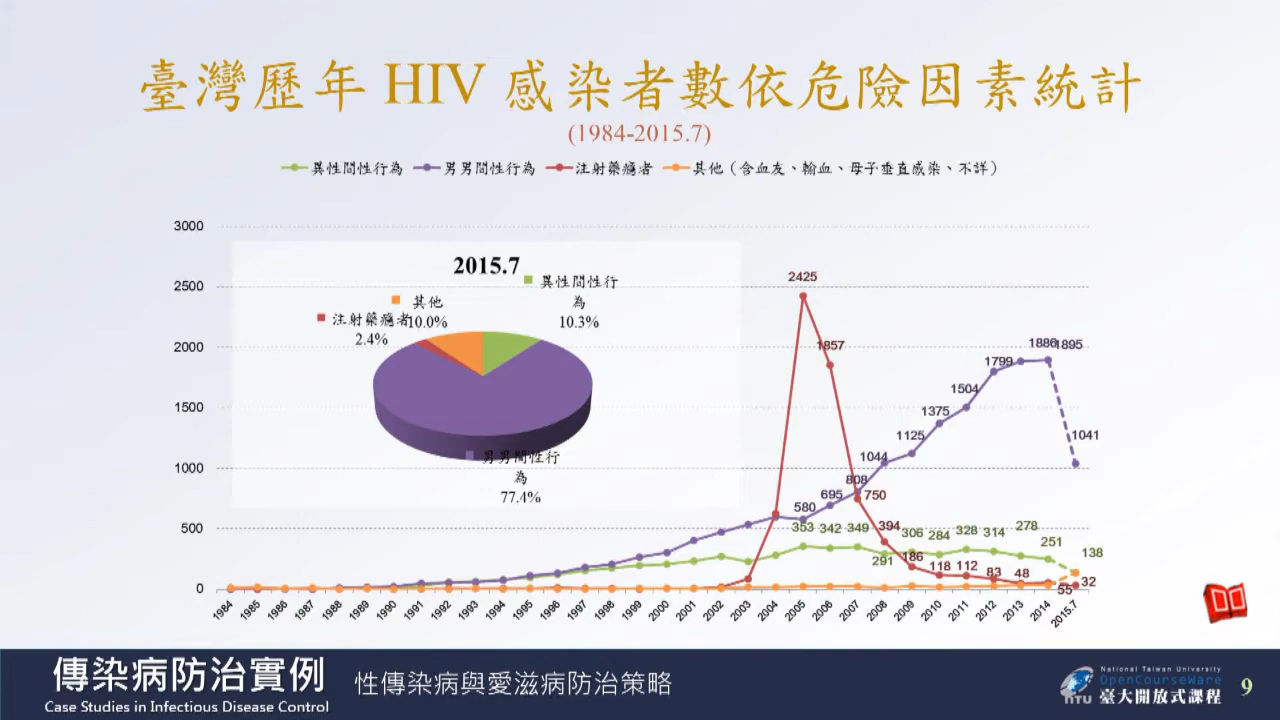 臺灣歷年 HIV 感染者數依危險因素統計
(1984-2015.7)
異性間性行為 男男間性行為 注射藥癮者 其他（含血友、輸血、母子垂直感染、不詳）
3000
2500
2000
1500
1000
500
0
2015.7
異性間性行
為
10.3%
其他
10.0%
注射藥癮者
2.4%
男男間性行
為
77.4%
2425
1857
750
394
186
118
112
83
48
55
32
580
695
808
1044
1125
1375
1504
1799
1886
1895
1041
353
342
349
291
306
284
328
314
278
251
138
1984 1985 1986 1987 1988 1989 1990 1991 1992 1993 1994 1995 1996 1997 1998 1999 2000 2001 2002 2003 2004 2005 2006 2007 2008 2009 2010 2011 2012 2013 2014 2015.7
傳染病防治實例
Case Studies in Infectious Disease Control
性傳染病與愛滋病防治策略
National Taiwan University
OpenCourseWare
臺大開放式課程
NTU
9